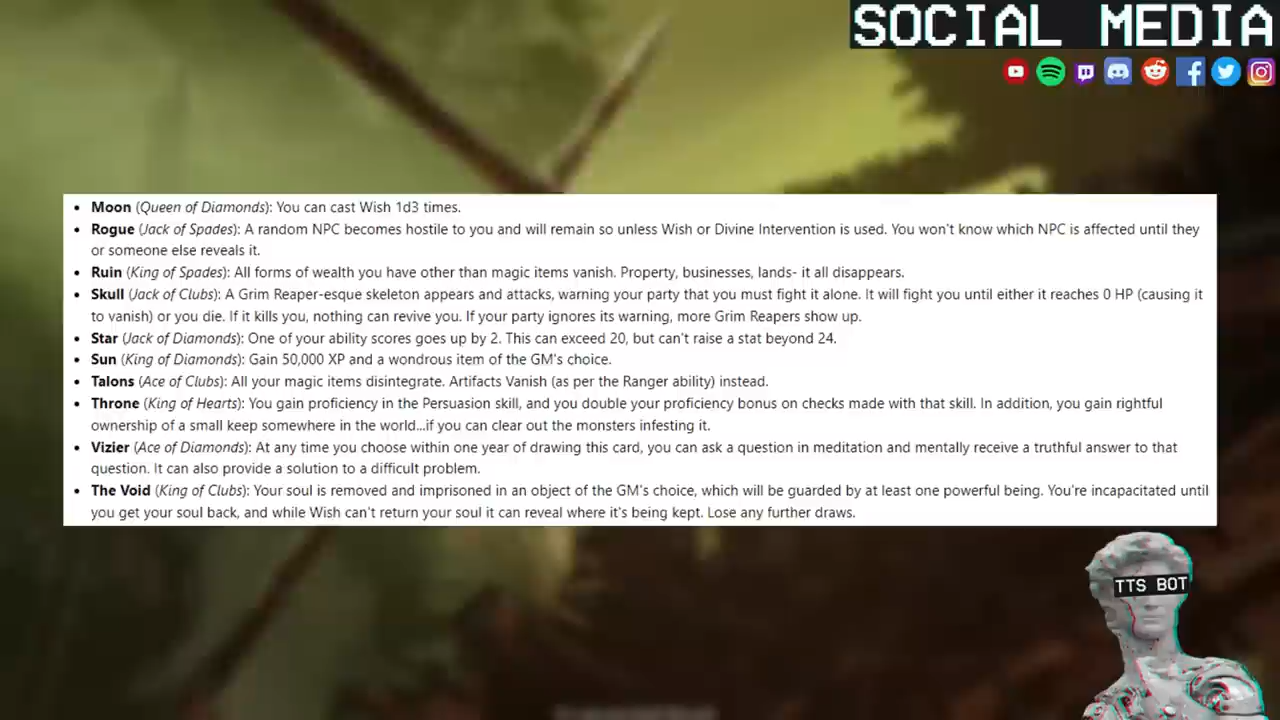 SOCIAL MEDIA
• Moon (Queen of Diamonds): You can cast Wish 1d3 times.
• Rogue (Jack of Spades): A random NPC becomes hostile to you and will remain so unless Wish or Divine Intervention is used. You won't know which NPC is affected until they
or someone else reveals it.
• Ruin (King of Spades): All forms of wealth you have other than magic items vanish. Property, businesses, lands- it all disappears.
• Skull (Jack of Clubs): A Grim Reaper-esque skeleton appears and attacks, warning your party that you must fight it alone. It will fight you until either it reaches 0 HP (causing it
to vanish) or you die. If it kills you, nothing can revive you. If your party ignores its warning, more Grim Reapers show up.
• Star (Jack of Diamonds): One of your ability scores goes up by 2. This can exceed 20, but can't raise a stat beyond 24.
• Sun (King of Diamonds): Gain 50,000 XP and a wondrous item of the GM's choice.
• Talons (Ace of Clubs): All your magic items disintegrate. Artifacts Vanish (as per the Ranger ability) instead.
• Throne (King of Hearts): You gain proficiency in the Persuasion skill, and you double your proficiency bonus on checks made with that skill. In addition, you gain rightful
ownership of a small keep somewhere in the world...if you can clear out the monsters infesting it.
• Vizier (Ace of Diamonds): At any time you choose within one year of drawing this card, you can ask a question in meditation and mentally receive a truthful answer to that
question. It can also provide a solution to a difficult problem.
• The Void (King of Clubs): Your soul is removed and imprisoned in an object of the GM's choice, which will be guarded by at least one powerful being. You're incapacitated until
you get your soul back, and while Wish can't return your soul it can reveal where it's being kept. Lose any further draws.
TTS BOT